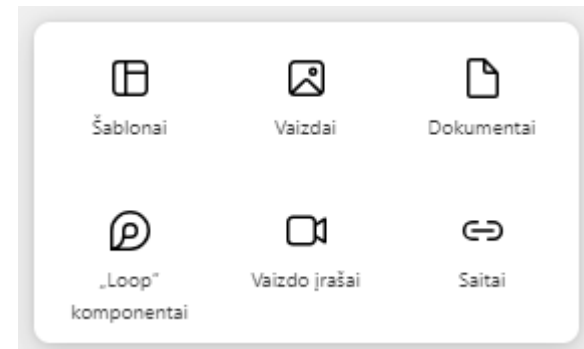 Šablonai
Vaizdai
Dokumentai
„Loop“
komponentai
Vaizdo įrašai
Saitai